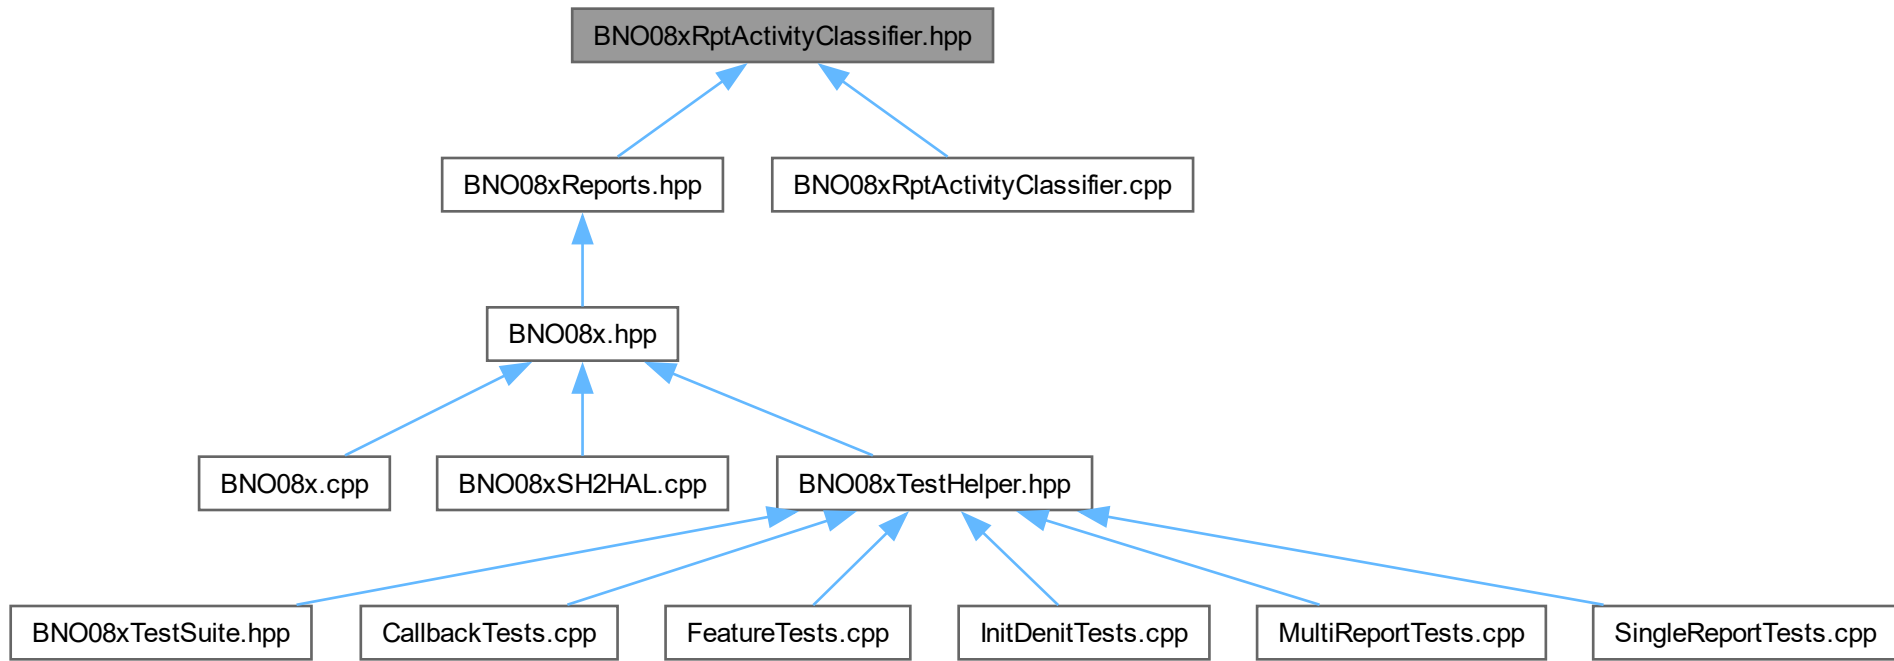 BNO08xRptActivityClassifier.hpp
BNO08xReports.hpp
BNO08xRptActivityClassifier.cpp
BNO08x.hpp
BNO08x.cpp
BNO08xSH2HAL.cpp
BNO08xTestHelper.hpp
BNO08xTestSuite.hpp
CallbackTests.cpp
FeatureTests.cpp
InitDenitTests.cpp
MultiReportTests.cpp
SingleReportTests.cpp